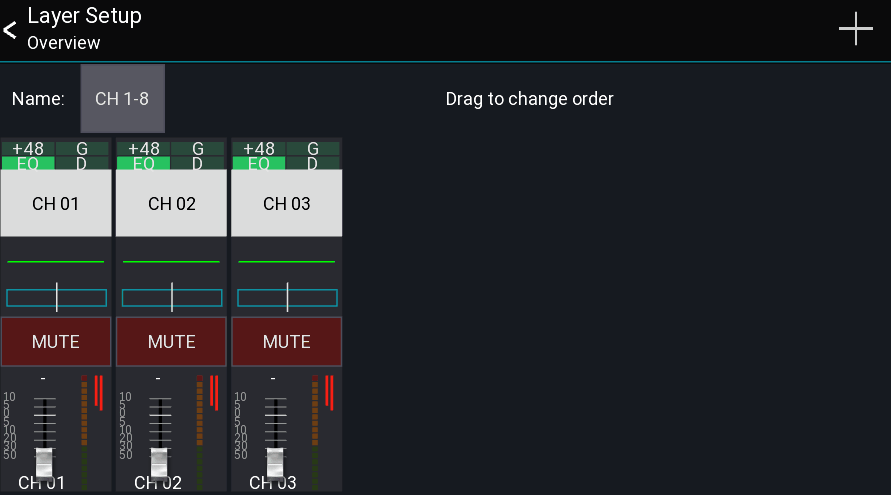 Layer Setup
Overview
Name: CH 1-8 Drag to change order
+48 G +48 G +48 G
EQ D EQ D EQ D
CH 01 CH 02 CH 03
MUTE MUTE MUTE
- - -
10 10 10
5 5 5
0 0 0
5 5 5
10 10 10
20 20 20
30 30 30
50 50 50
CH 01 CH 02 CH 03